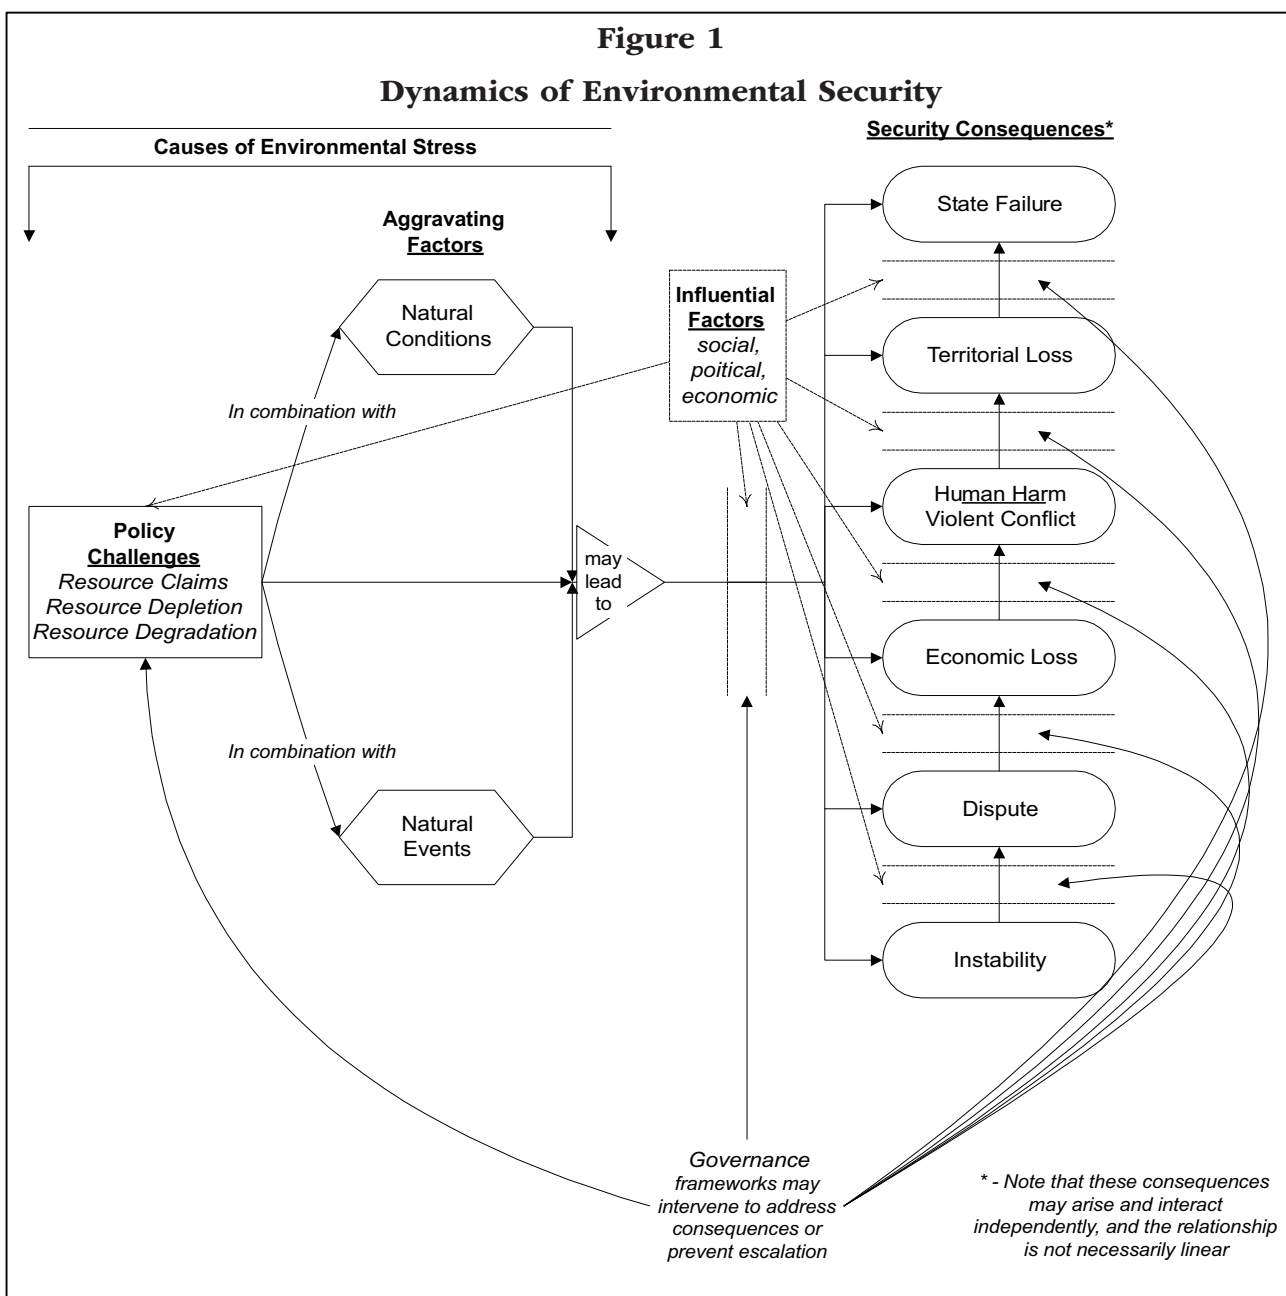 Figure 1
Dynamics of Environmental Security
Causes of Environmental Stress
Security Consequences*
Aggravating
Factors
Natural
Conditions
In combination with
Influential
Factors
social,
poitical,
economic
Policy
Challenges
Resource Claims
Resource Depletion
Resource Degradation
may
lead
to
In combination with
Natural
Events
State Failure
Territorial Loss
Human Harm
Violent Conflict
Economic Loss
Dispute
Instability
Governance
frameworks may
intervene to address
consequences or
prevent escalation
* - Note that these consequences
may arise and interact
independently, and the relationship
is not necessarily linear